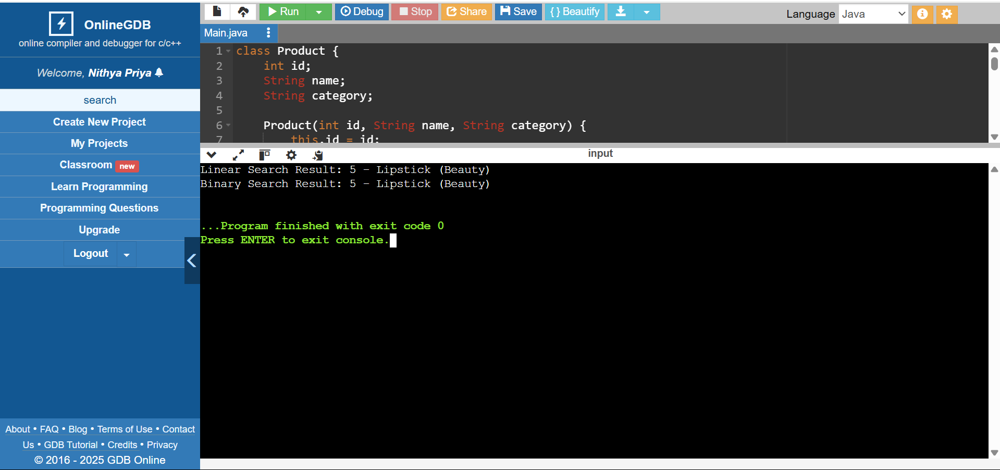 OnlineGDB
online compiler and debugger for c/c++
Welcome, Nithya Priya
search
Create New Project
My Projects
Classroom new
Learn Programming
Programming Questions
Upgrade
Logout
About • FAQ • Blog • Terms of Use • Contact
Us • GDB Tutorial • Credits • Privacy
© 2016 - 2025 GDB Online
Run Debug Stop Share Save { } Beautify Language Java
Main.java
1 class Product {
2 int id;
3 String name;
4 String category;
5
6 Product(int id, String name, String category) {
7 this.id = id;
input
Linear Search Result: 5 - Lipstick (Beauty)
Binary Search Result: 5 - Lipstick (Beauty)
...Program finished with exit code 0
Press ENTER to exit console.